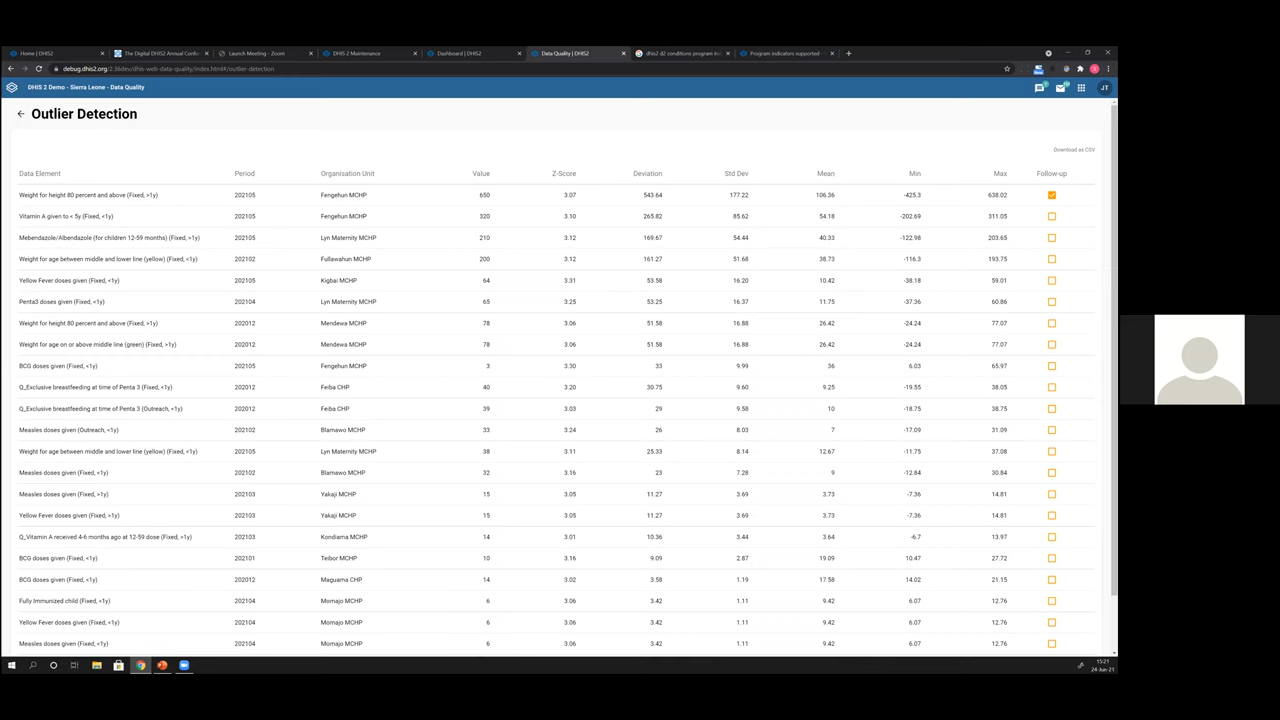 Home | DHIS2
The Digital DHIS2 Annual Confe
Launch Meeting - Zoom
DHIS 2 Maintenance
Dashboard | DHIS2
Data Quality | DHIS2
dhis2 d2 conditions program in
Program indicators supported
debug.dhis2.org/2.36dev/dhis-web-data-quality/index.html#/outlier-detection
DHIS 2 Demo - Sierra Leone - Data Quality
JT
Outlier Detection
Download as CSV
Data Element Period Organisation Unit Value Z-Score Deviation Std Dev Mean Min Max Follow-up
Weight for height 80 percent and above (Fixed, >1y) 202105 Fengehun MCHP 650 3.07 543.64 177.22 106.36 -425.3 638.02
Vitamin A given to < 5y (Fixed, <1y) 202105 Fengehun MCHP 320 3.10 265.82 85.62 54.18 -202.69 311.05
Mebendazole/Albendazole (for children 12-59 months) (Fixed, >1y) 202105 Lyn Maternity MCHP 210 3.12 169.67 54.44 40.33 -122.98 203.65
Weight for age between middle and lower line (yellow) (Fixed, >1y) 202102 Fullawahun MCHP 200 3.12 161.27 51.68 38.73 -116.3 193.75
Yellow Fever doses given (Fixed, <1y) 202105 Kigbai MCHP 64 3.31 53.58 16.20 10.42 -38.18 59.01
Penta3 doses given (Fixed, <1y) 202104 Lyn Maternity MCHP 65 3.25 53.25 16.37 11.75 -37.36 60.86
Weight for height 80 percent and above (Fixed, >1y) 202012 Mendewa MCHP 78 3.06 51.58 16.88 26.42 -24.24 77.07
Weight for age on or above middle line (green) (Fixed, >1y) 202012 Mendewa MCHP 78 3.06 51.58 16.88 26.42 -24.24 77.07
BCG doses given (Fixed, <1y) 202105 Fengehun MCHP 3 3.30 33 9.99 36 6.03 65.97
Q_Exclusive breastfeeding at time of Penta 3 (Fixed, <1y) 202012 Feiba CHP 40 3.20 30.75 9.60 9.25 -19.55 38.05
Q_Exclusive breastfeeding at time of Penta 3 (Outreach, <1y) 202012 Feiba CHP 39 3.03 29 9.58 10 -18.75 38.75
Measles doses given (Outreach, <1y) 202102 Blamawo MCHP 33 3.24 26 8.03 7 -17.09 31.09
Weight for age between middle and lower line (yellow) (Fixed, <1y) 202105 Lyn Maternity MCHP 38 3.11 25.33 8.14 12.67 -11.75 37.08
Measles doses given (Fixed, <1y) 202102 Blamawo MCHP 32 3.16 23 7.28 9 -12.84 30.84
Measles doses given (Fixed, >1y) 202103 Yakaji MCHP 15 3.05 11.27 3.69 3.73 -7.36 14.81
Yellow Fever doses given (Fixed, >1y) 202103 Yakaji MCHP 15 3.05 11.27 3.69 3.73 -7.36 14.81
Q_Vitamin A received 4-6 months ago at 12-59 dose (Fixed, >1y) 202103 Kondiama MCHP 14 3.01 10.36 3.44 3.64 -6.7 13.97
BCG doses given (Fixed, <1y) 202101 Teibor MCHP 10 3.16 9.09 2.87 19.09 10.47 27.72
BCG doses given (Fixed, <1y) 202012 Maguama CHP 14 3.02 3.58 1.19 17.58 14.02 21.15
Fully Immunized child (Fixed, <1y) 202104 Momajo MCHP 6 3.06 3.42 1.11 9.42 6.07 12.76
Yellow Fever doses given (Fixed, <1y) 202104 Momajo MCHP 6 3.06 3.42 1.11 9.42 6.07 12.76
Measles doses given (Fixed, <1y) 202104 Momajo MCHP 6 3.06 3.42 1.11 9.42 6.07 12.76
15:21
24-Jun-21